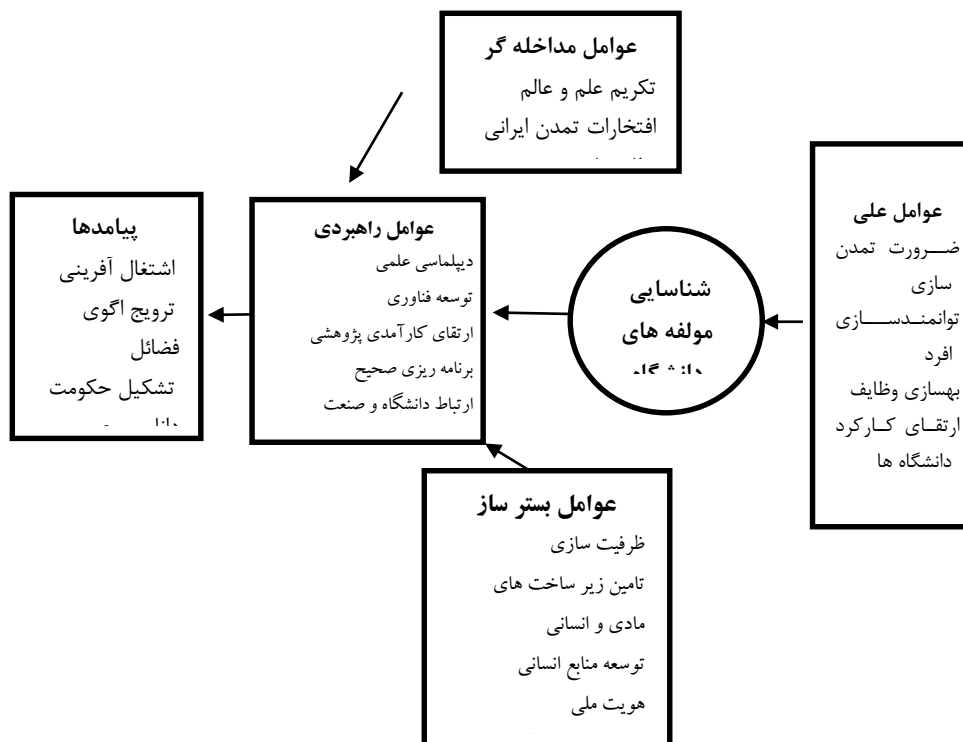 عوامل مداخله گر
تکریم علم و عالم
افتخارات تمدن ایرانی
عوامل علی
ضـــرورت تمدن
سازی
توانمندســـــازی
افرد
بهسازی وظایف
ارتقـای کـارکرد
دانشگاه ها
شناسایی
مولفه های
عوامل راهبردی
دیپلماسی علمی
توسعه فناوری
ارتقای کارآمدی پژوهشی
برنامه ریزی صحیح
ارتباط دانشگاه و صنعت
پیامدها
اشتغال آفرینی
ترویج اگوی
فضائل
تشکیل حکومت
عوامل بستر ساز
ظرفیت سازی
تامین زیر ساخت های
مادی و انسانی
توسعه منابع انسانی
هویت ملی